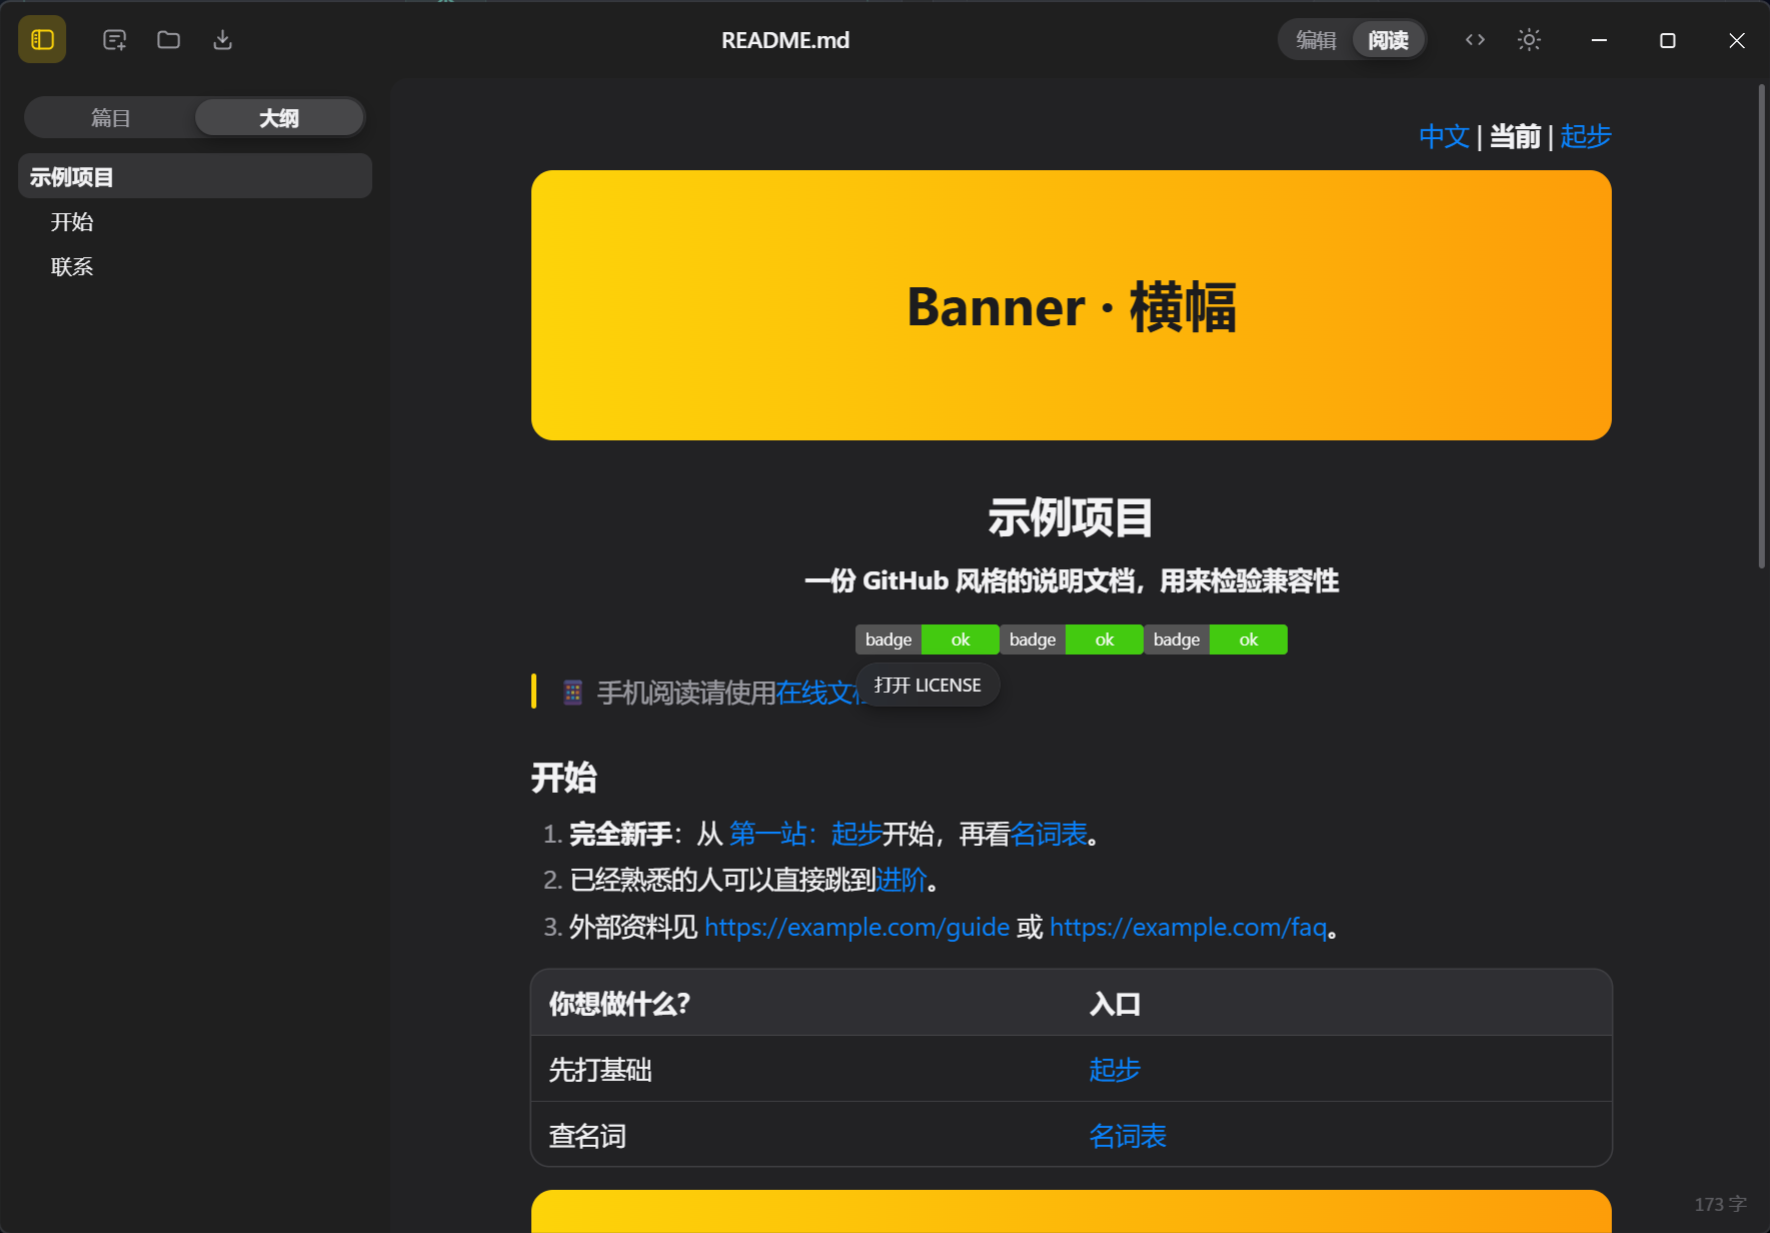 README.md
编辑 阅读
篇目 大纲
示例项目
开始
联系
中文 | 当前 | 起步
Banner · 横幅
示例项目
一份 GitHub 风格的说明文档，用来检验兼容性
badge ok badge ok badge ok
手机阅读请使用在线文
打开 LICENSE
开始
1. 完全新手：从 第一站：起步开始，再看名词表。
2. 已经熟悉的人可以直接跳到进阶。
3. 外部资料见 https://example.com/guide 或 https://example.com/faq。
你想做什么？ 入口
先打基础 起步
查名词 名词表
173 字